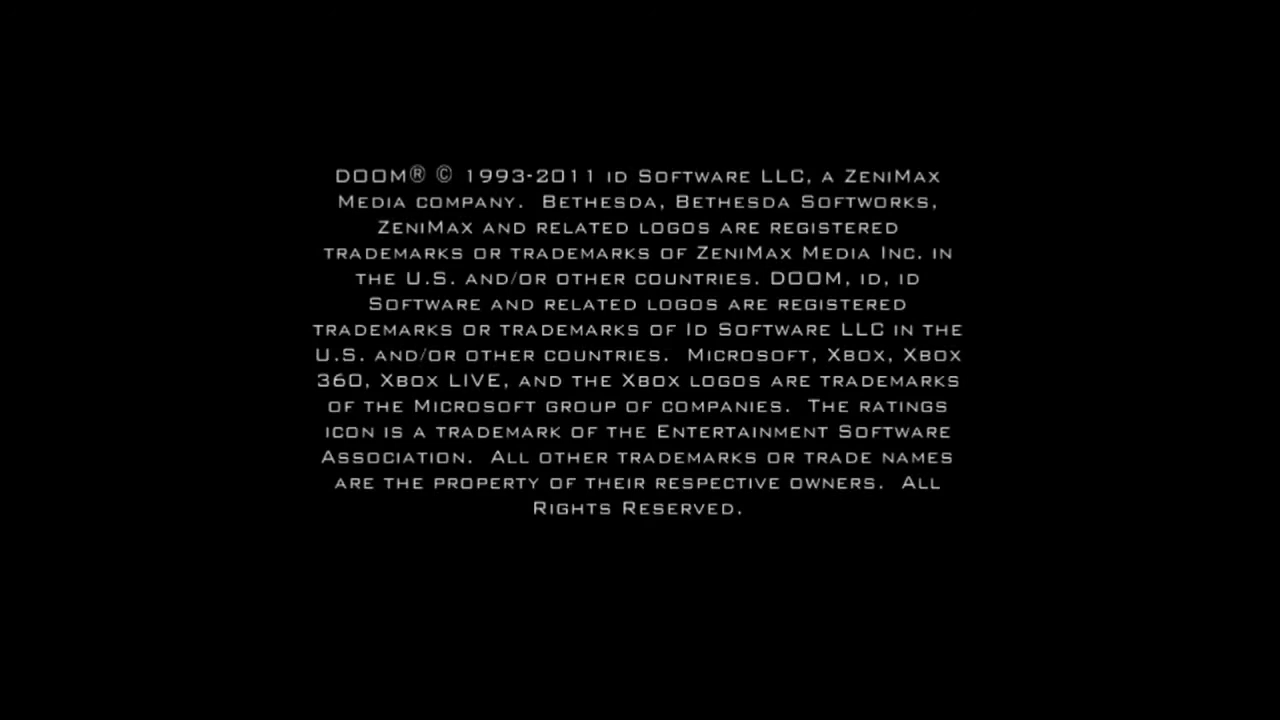 DOOM® © 1993-2011 id Software LLC, a ZeniMax
Media company.  Bethesda, Bethesda Softworks,
ZeniMax and related logos are registered
trademarks or trademarks of ZeniMax Media Inc. in
the U.S. and/or other countries. DOOM, id, id
Software and related logos are registered
trademarks or trademarks of Id Software LLC in the
U.S. and/or other countries.  Microsoft, Xbox, Xbox
360, Xbox LIVE, and the Xbox logos are trademarks
of the Microsoft group of companies.  The ratings
icon is a trademark of the Entertainment Software
Association.  All other trademarks or trade names
are the property of their respective owners.  All
Rights Reserved.